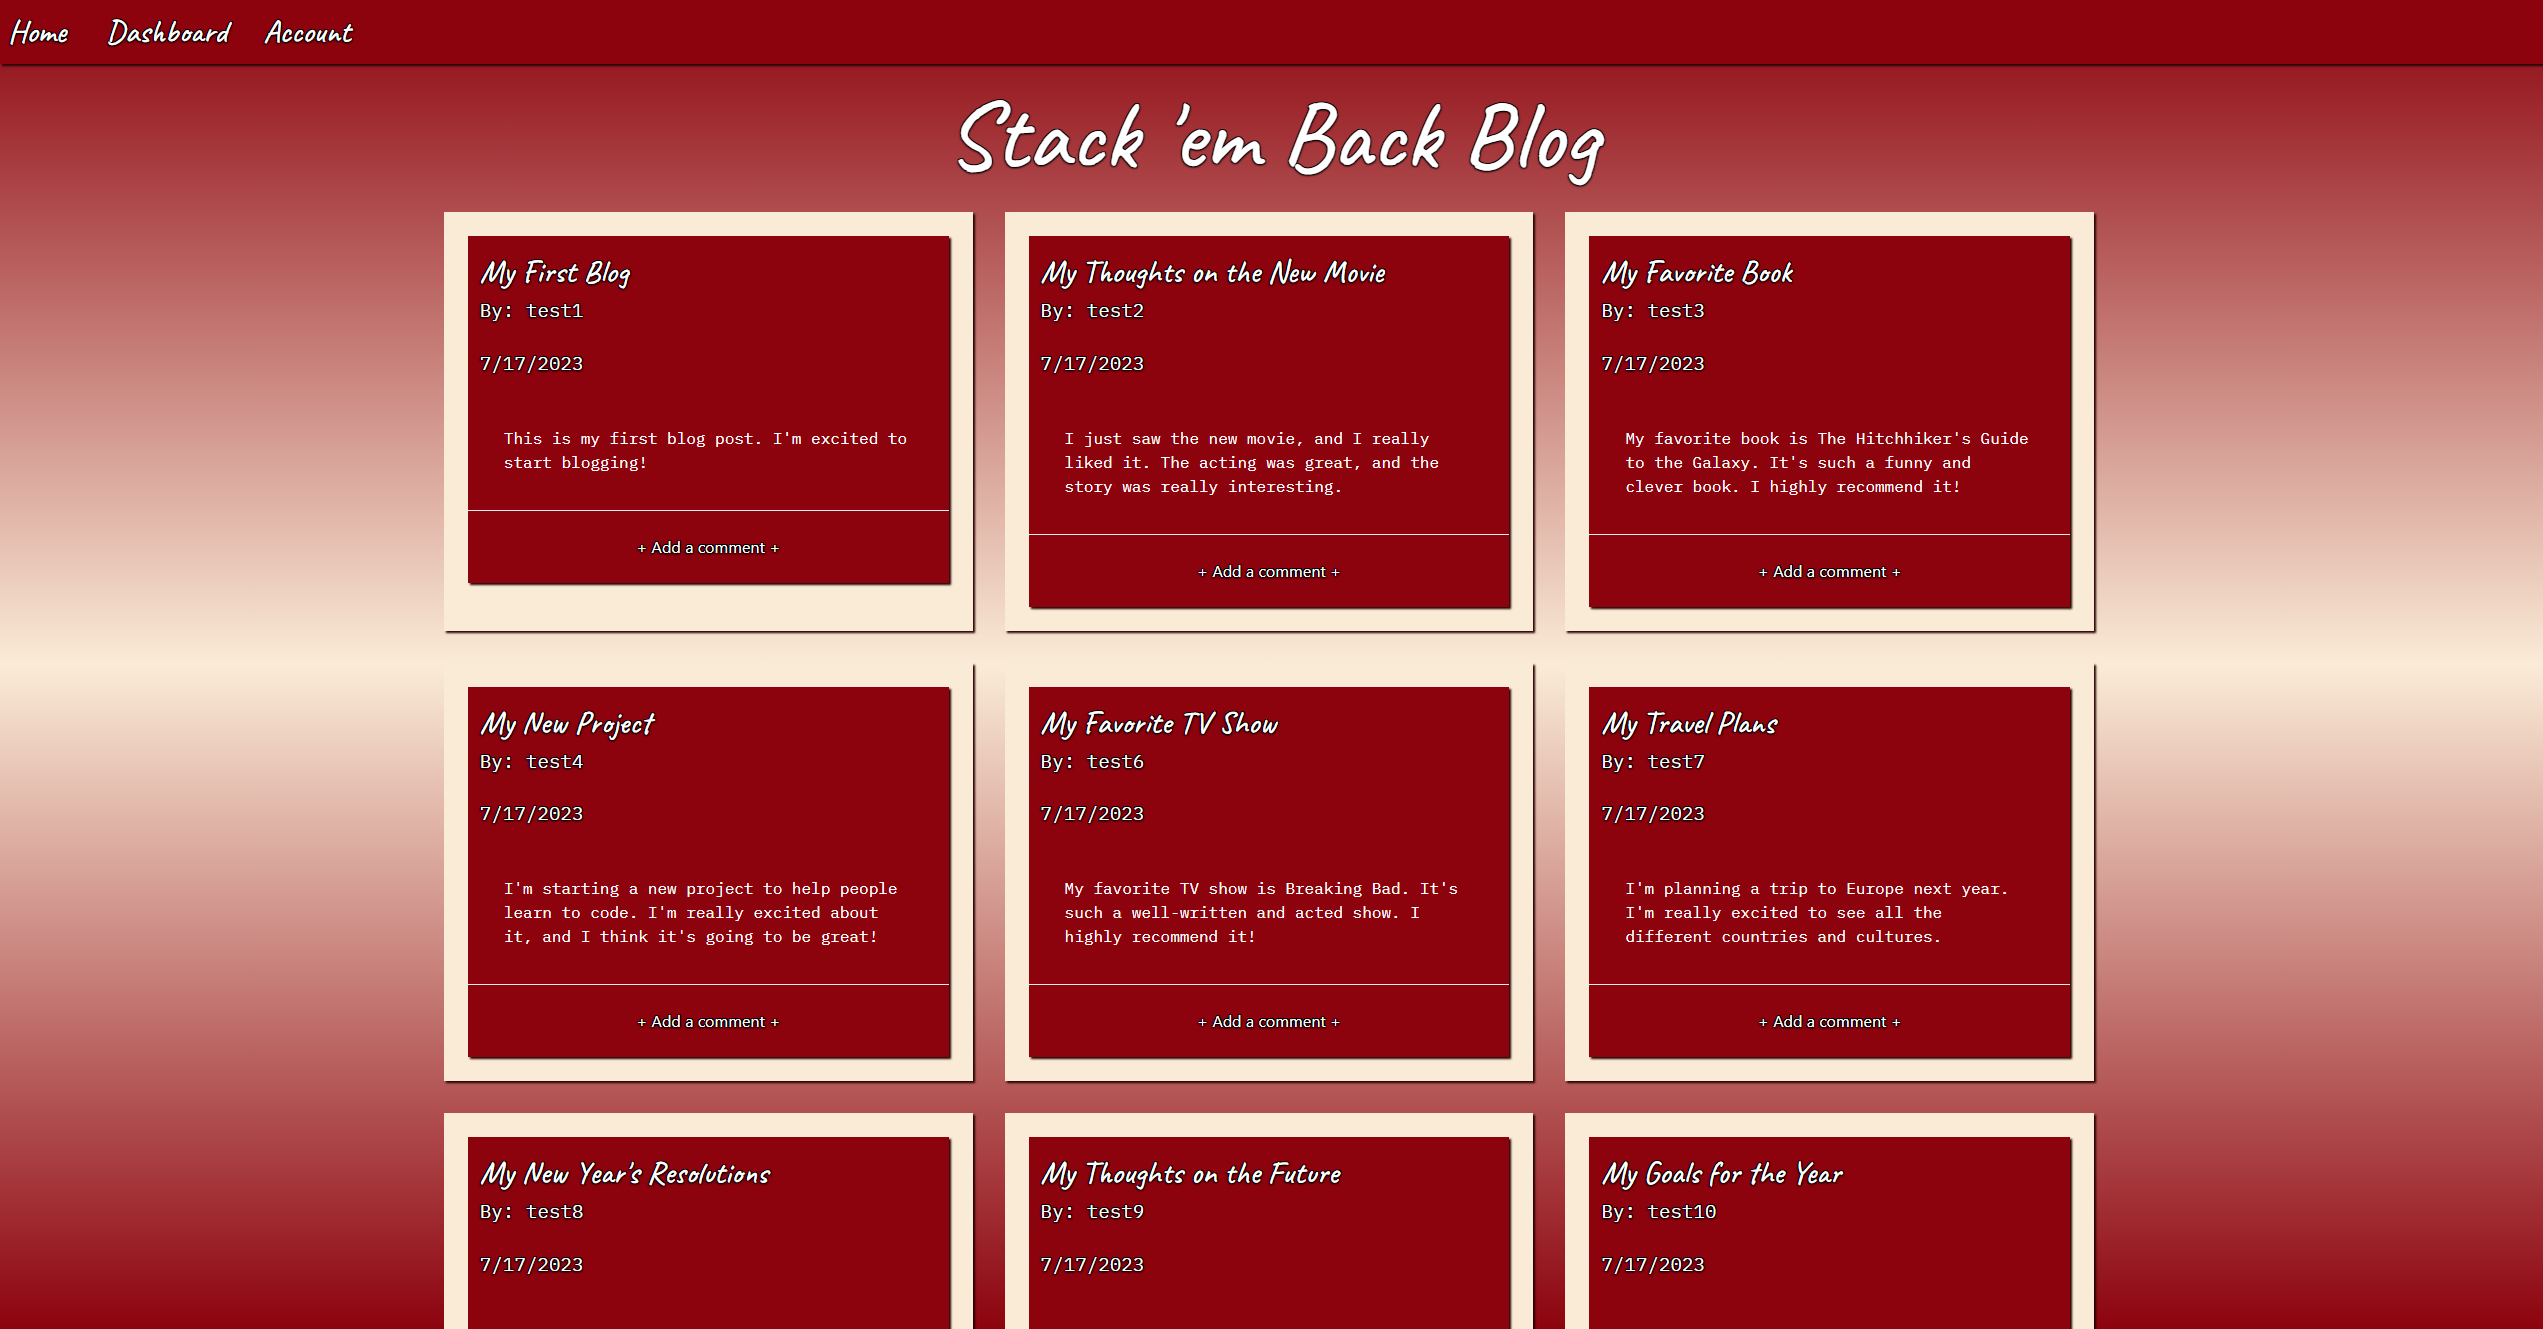 Home Dashboard Account
Stack 'em Back Blog
My First Blog
By: test1
7/17/2023
This is my first blog post. I'm excited to
start blogging!
+ Add a comment +
My Thoughts on the New Movie
By: test2
7/17/2023
I just saw the new movie, and I really
liked it. The acting was great, and the
story was really interesting.
+ Add a comment +
My Favorite Book
By: test3
7/17/2023
My favorite book is The Hitchhiker's Guide
to the Galaxy. It's such a funny and
clever book. I highly recommend it!
+ Add a comment +
My New Project
By: test4
7/17/2023
I'm starting a new project to help people
learn to code. I'm really excited about
it, and I think it's going to be great!
+ Add a comment +
My Favorite TV Show
By: test6
7/17/2023
My favorite TV show is Breaking Bad. It's
such a well-written and acted show. I
highly recommend it!
+ Add a comment +
My Travel Plans
By: test7
7/17/2023
I'm planning a trip to Europe next year.
I'm really excited to see all the
different countries and cultures.
+ Add a comment +
My New Year's Resolutions
By: test8
7/17/2023
My Thoughts on the Future
By: test9
7/17/2023
My Goals for the Year
By: test10
7/17/2023